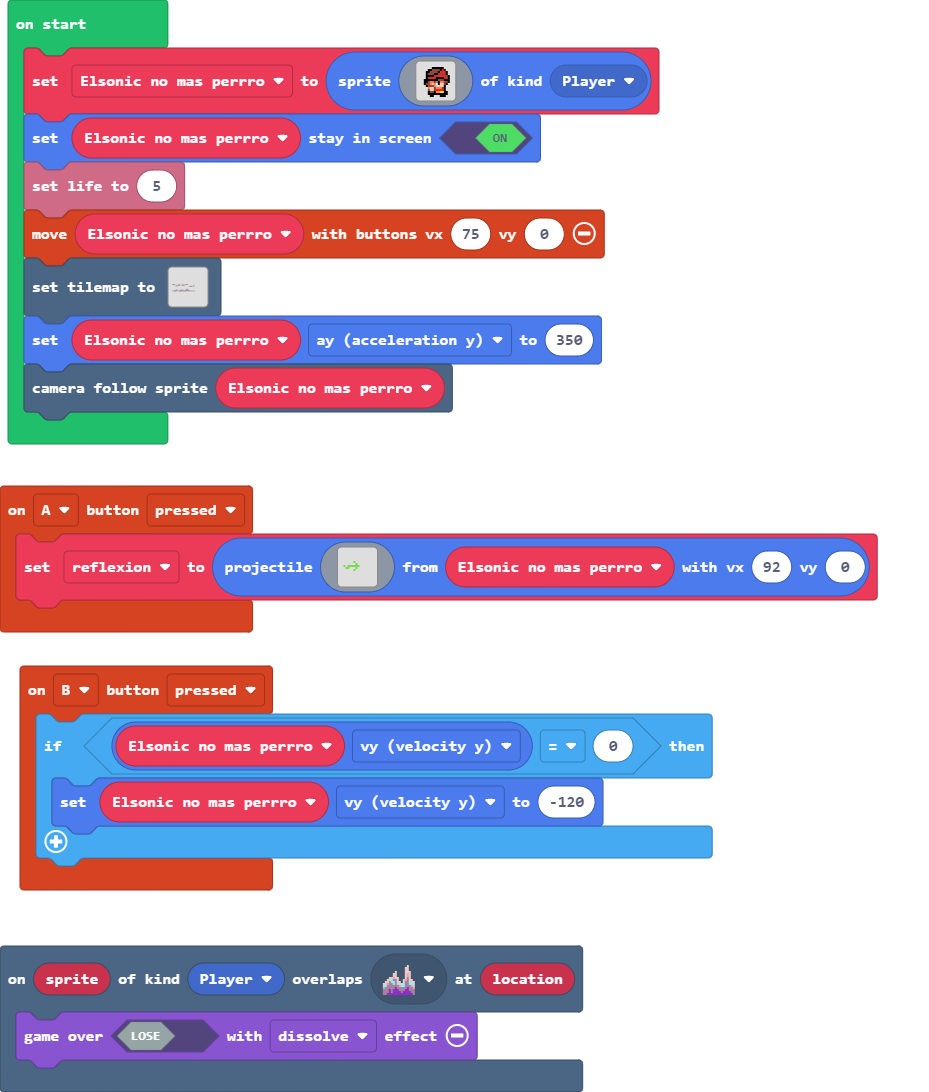 on start
set Elsonic no mas perrro to sprite of kind Player
set Elsonic no mas perrro stay in screen ON
set life to 5
move Elsonic no mas perrro with buttons vx 75 vy 0
set tilemap to
set Elsonic no mas perrro ay (acceleration y) to 350
camera follow sprite Elsonic no mas perrro
on A button pressed
set reflexion to projectile from Elsonic no mas perrro with vx 92 vy 0
on B button pressed
if Elsonic no mas perrro vy (velocity y) = 0 then
set Elsonic no mas perrro vy (velocity y) to -120
on sprite of kind Player overlaps at location
game over LOSE with dissolve effect